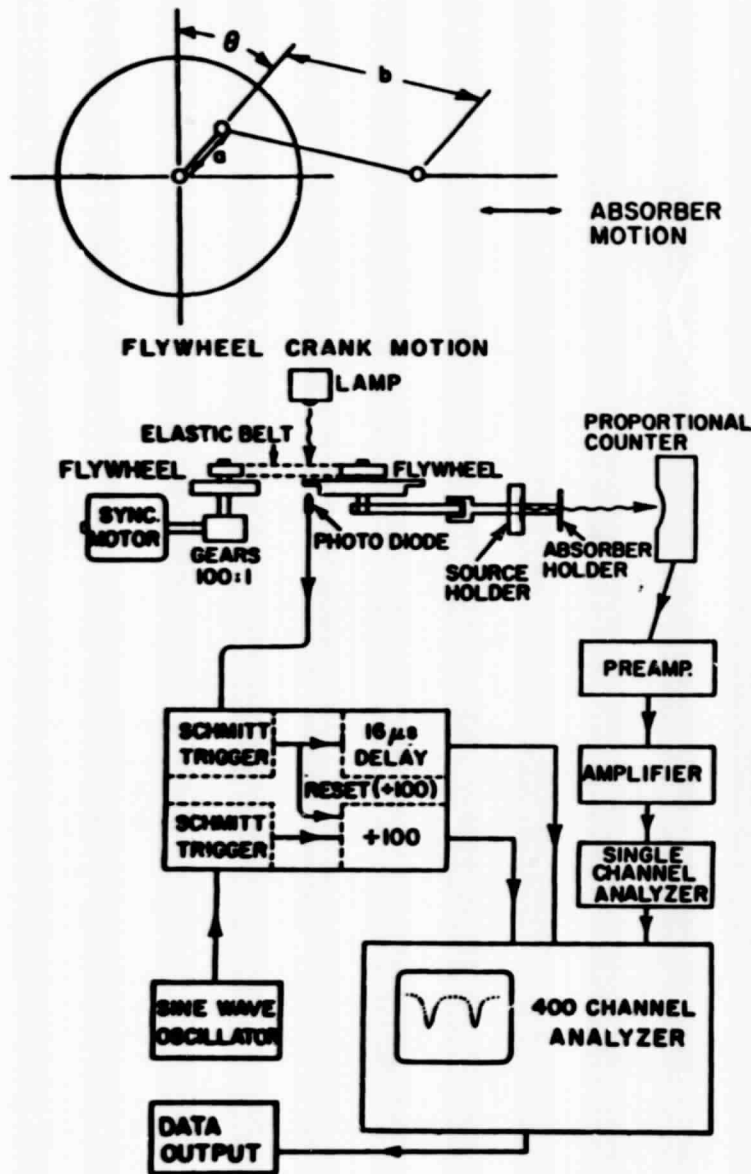 θ
b
a
ABSORBER
MOTION
FLYWHEEL CRANK MOTION
LAMP
PROPORTIONAL
COUNTER
ELASTIC BELT
FLYWHEEL
FLYWHEEL
SYNC.
MOTOR
GEARS
100:1
PHOTO DIODE
SOURCE
HOLDER
ABSORBER
HOLDER
PREAMP.
SCHMITT
TRIGGER
16 μs
DELAY
RESET (÷100)
SCHMITT
TRIGGER
÷100
AMPLIFIER
SINGLE
CHANNEL
ANALYZER
SINE WAVE
OSCILLATOR
400 CHANNEL
ANALYZER
DATA
OUTPUT